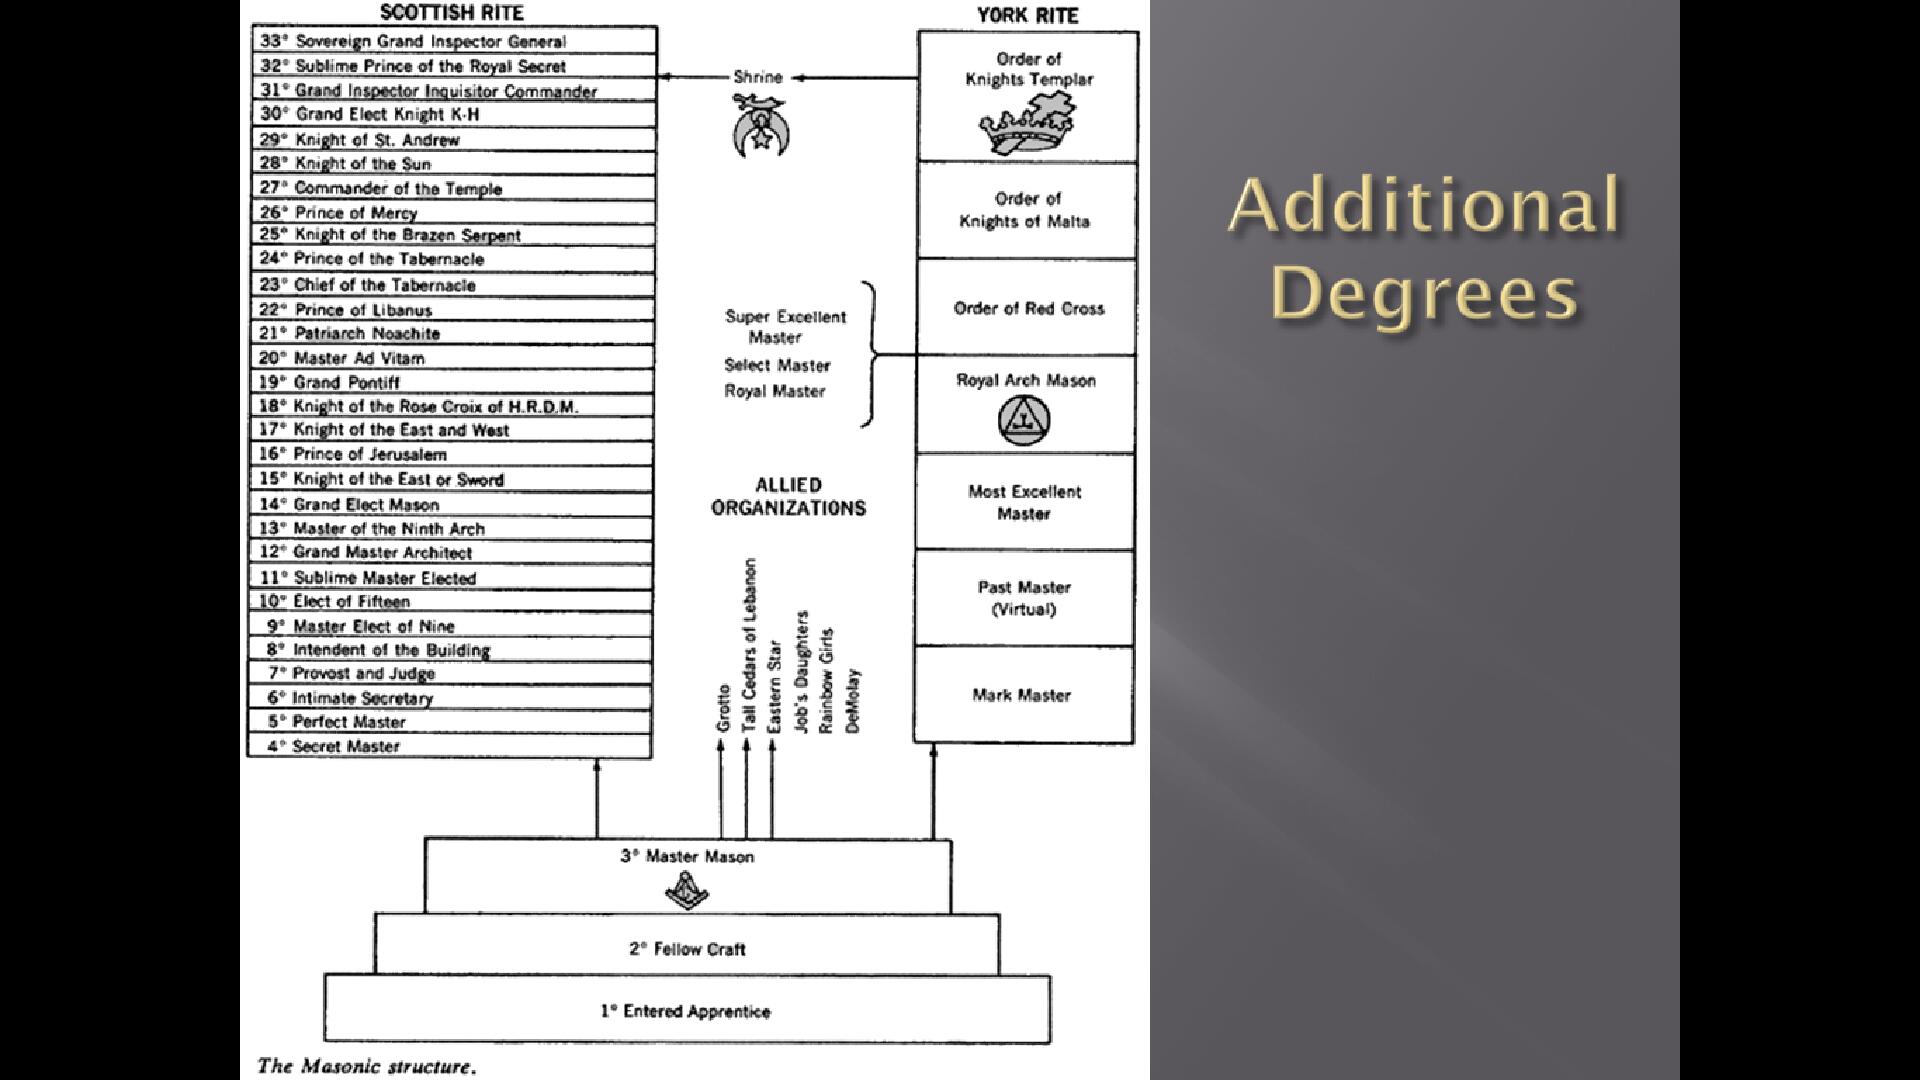 SCOTTISH RITE
33° Sovereign Grand Inspector General
32° Sublime Prince of the Royal Secret
31° Grand Inspector Inquisitor Commander
30° Grand Elect Knight K-H
29° Knight of St. Andrew
28° Knight of the Sun
27° Commander of the Temple
26° Prince of Mercy
25° Knight of the Brazen Serpent
24° Prince of the Tabernacle
23° Chief of the Tabernacle
22° Prince of Libanus
21° Patriarch Noachite
20° Master Ad Vitam
19° Grand Pontiff
18° Knight of the Rose Croix of H.R.D.M.
17° Knight of the East and West
16° Prince of Jerusalem
15° Knight of the East or Sword
14° Grand Elect Mason
13° Master of the Ninth Arch
12° Grand Master Architect
11° Sublime Master Elected
10° Elect of Fifteen
9° Master Elect of Nine
8° Intendent of the Building
7° Provost and Judge
6° Intimate Secretary
5° Perfect Master
4° Secret Master
Shrine
Super Excellent
Master
Select Master
Royal Master
ALLIED
ORGANIZATIONS
Grotto
Tall Cedars of Lebanon
Eastern Star
Job's Daughters
Rainbow Girls
DeMolay
YORK RITE
Order of
Knights Templar
Order of
Knights of Malta
Order of Red Cross
Royal Arch Mason
Most Excellent
Master
Past Master
(Virtual)
Mark Master
3° Master Mason
2° Fellow Craft
1° Entered Apprentice
The Masonic structure.
Additional
Degrees